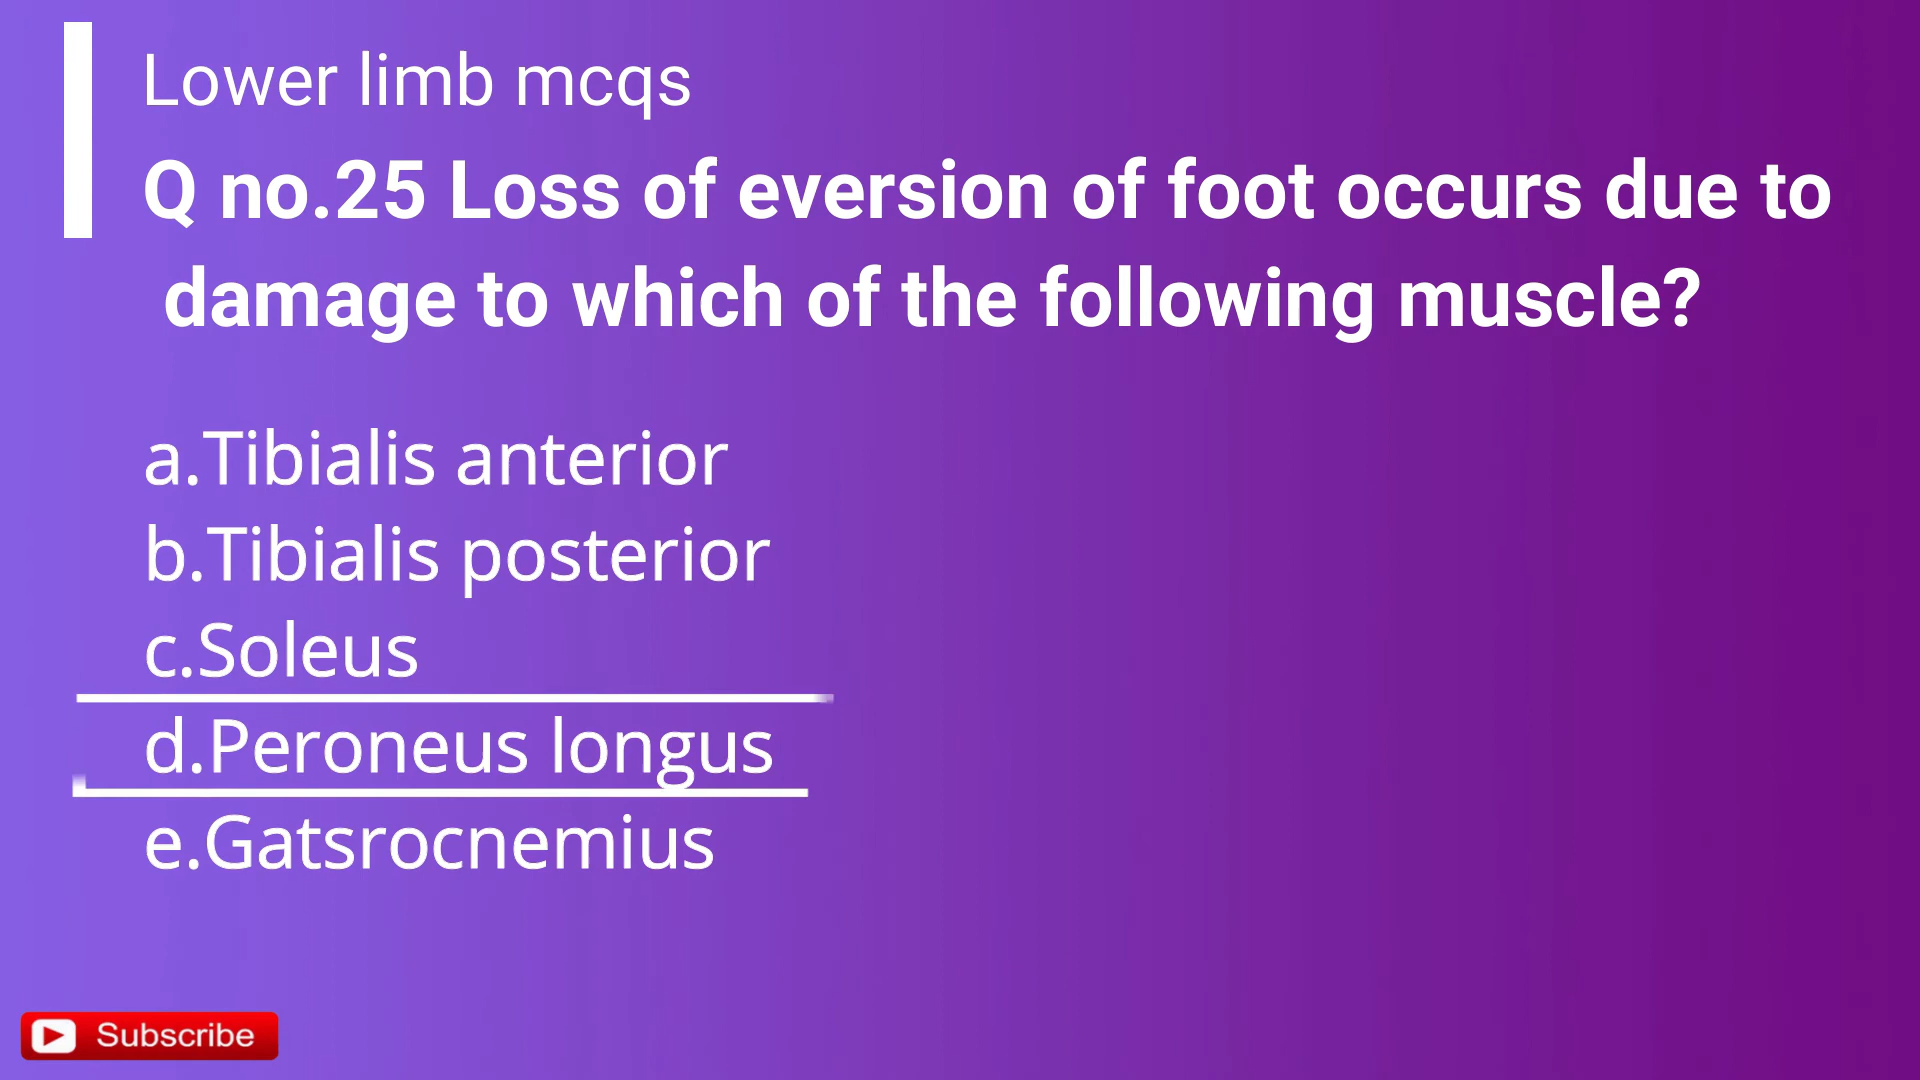 Lower limb mcqs
Q no.25 Loss of eversion of foot occurs due to
damage to which of the following muscle?
a.Tibialis anterior
b.Tibialis posterior
c.Soleus
d.Peroneus longus
e.Gatsrocnemius
Subscribe